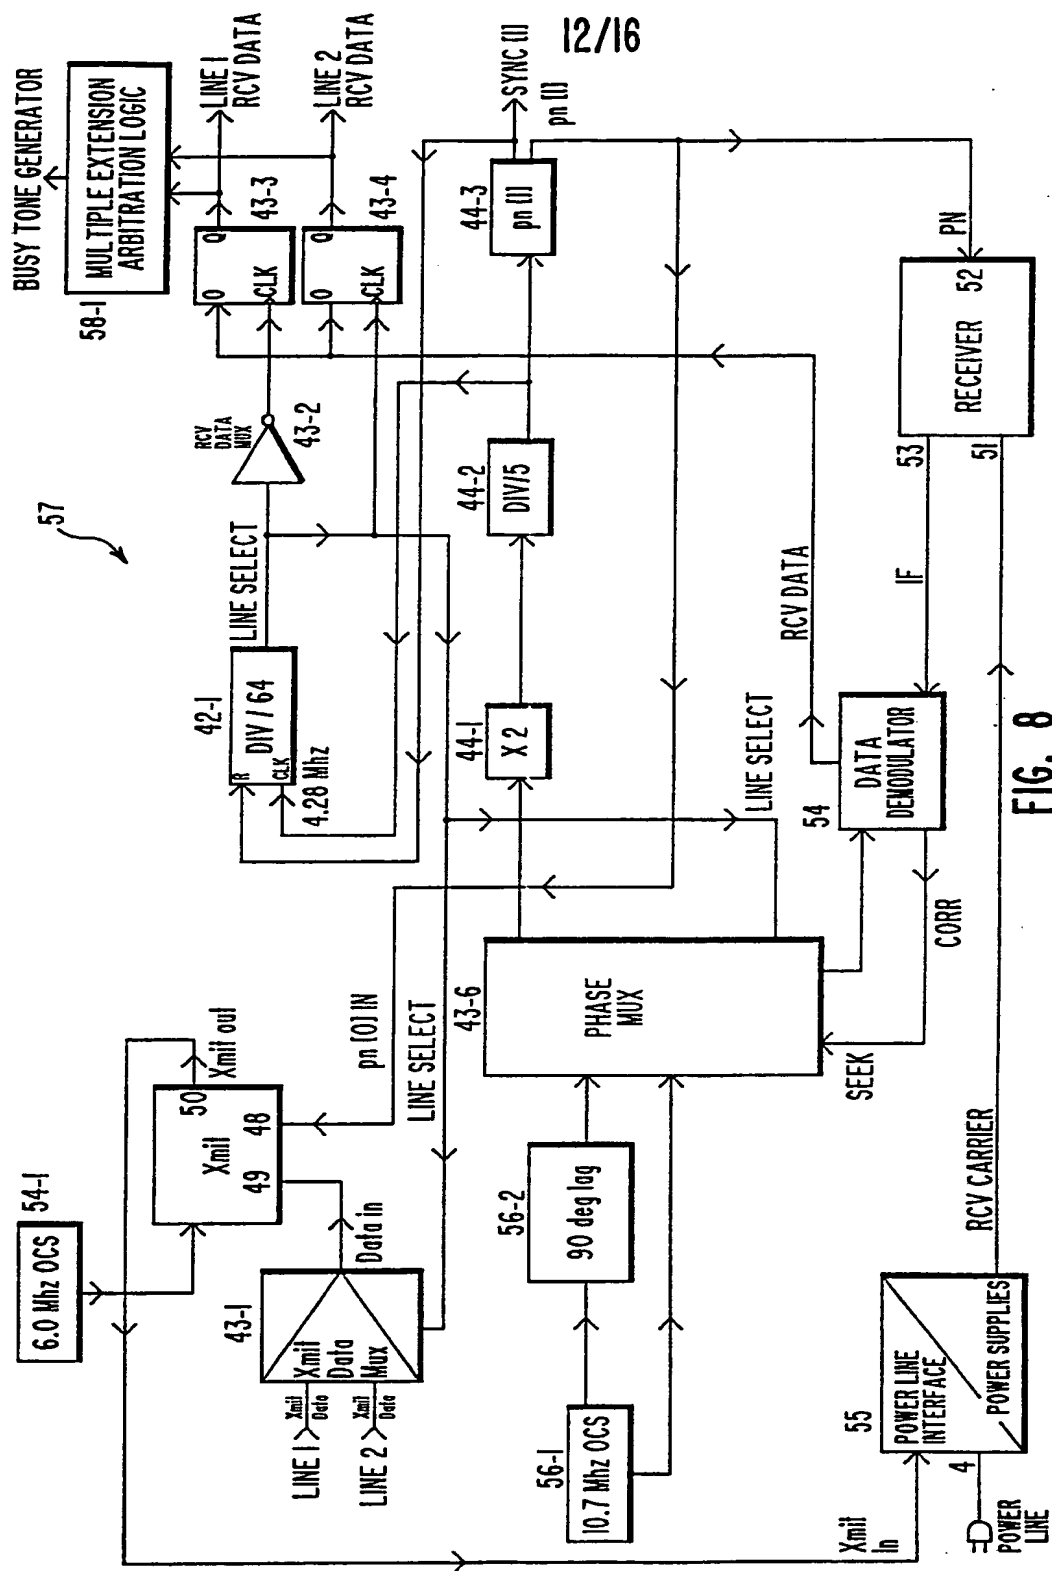 12/16
BUSY TONE GENERATOR
MULTIPLE EXTENSION
ARBITRATION LOGIC
58-1
LINE 1
RCV DATA
LINE 2
RCV DATA
43-3
O
Q
CLK
43-4
O
Q
CLK
SYNC [I]
pn [I]
44-3
pn [I]
57
RCV
DATA
MUX
43-2
LINE SELECT
42-1
DIV / 64
R
CLK
4.28 Mhz
44-2
DIV/5
44-1
X 2
PN
RECEIVER
52
53
51
IF
RCV DATA
DATA
DEMODULATOR
54
CORR
SEEK
LINE SELECT
43-6
PHASE
MUX
pn [0] IN
LINE SELECT
Xmit out
50
Xmit
48
49
54-1
6.0 Mhz OCS
Data in
43-1
Xmit
Data
Mux
Xmit
Data
Xmit
Data
LINE 1
LINE 2
56-2
90 deg lag
56-1
10.7 Mhz OCS
RCV CARRIER
55
POWER LINE
INTERFACE
POWER SUPPLIES
4
Xmit
In
POWER
LINE
FIG. 8